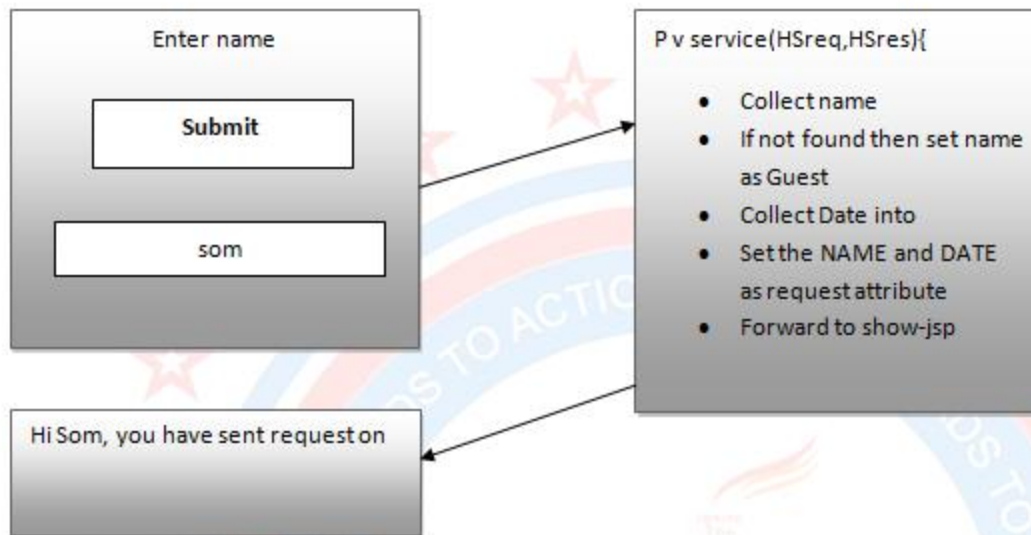 Enter name
Submit
som
P v service(HSreq,HSres){
• Collect name
• If not found then set name
as Guest
• Collect Date into
• Set the NAME and DATE
as request attribute
• Forward to show-jsp
Hi Som, you have sent request on
TO ACTIO